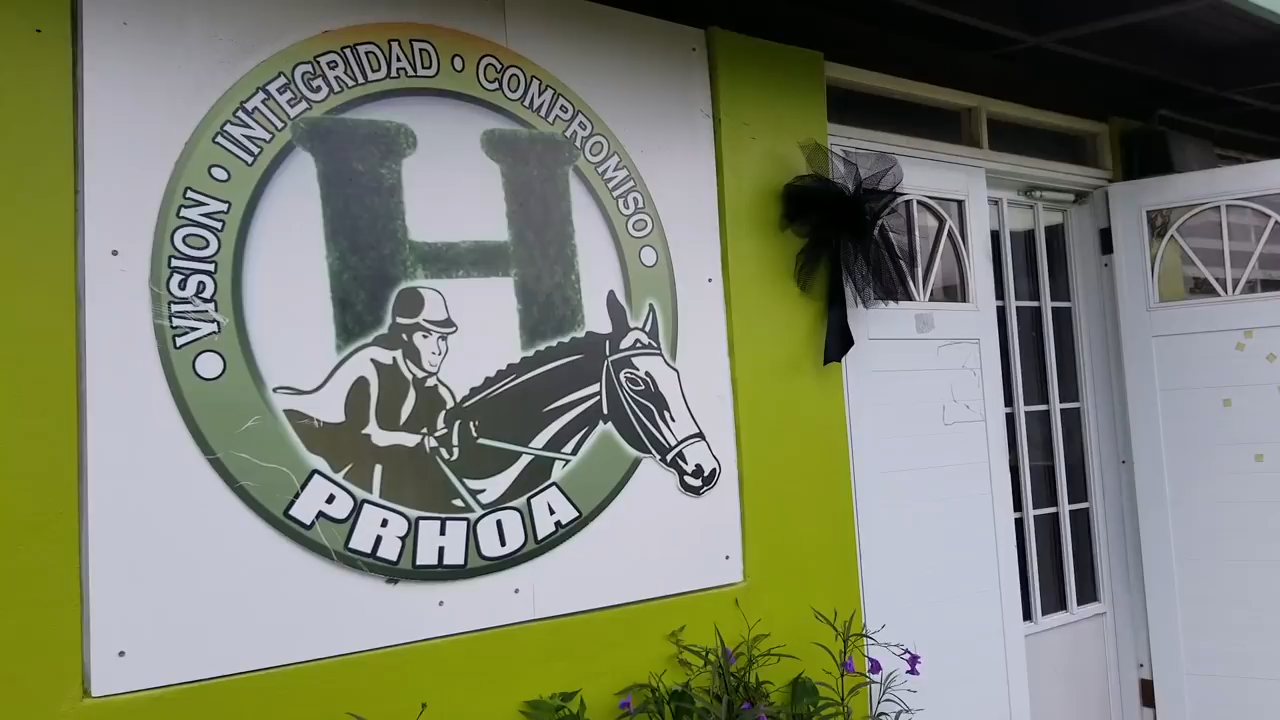 • VISION • INTEGRIDAD • COMPROMISO •
H
PRHOA